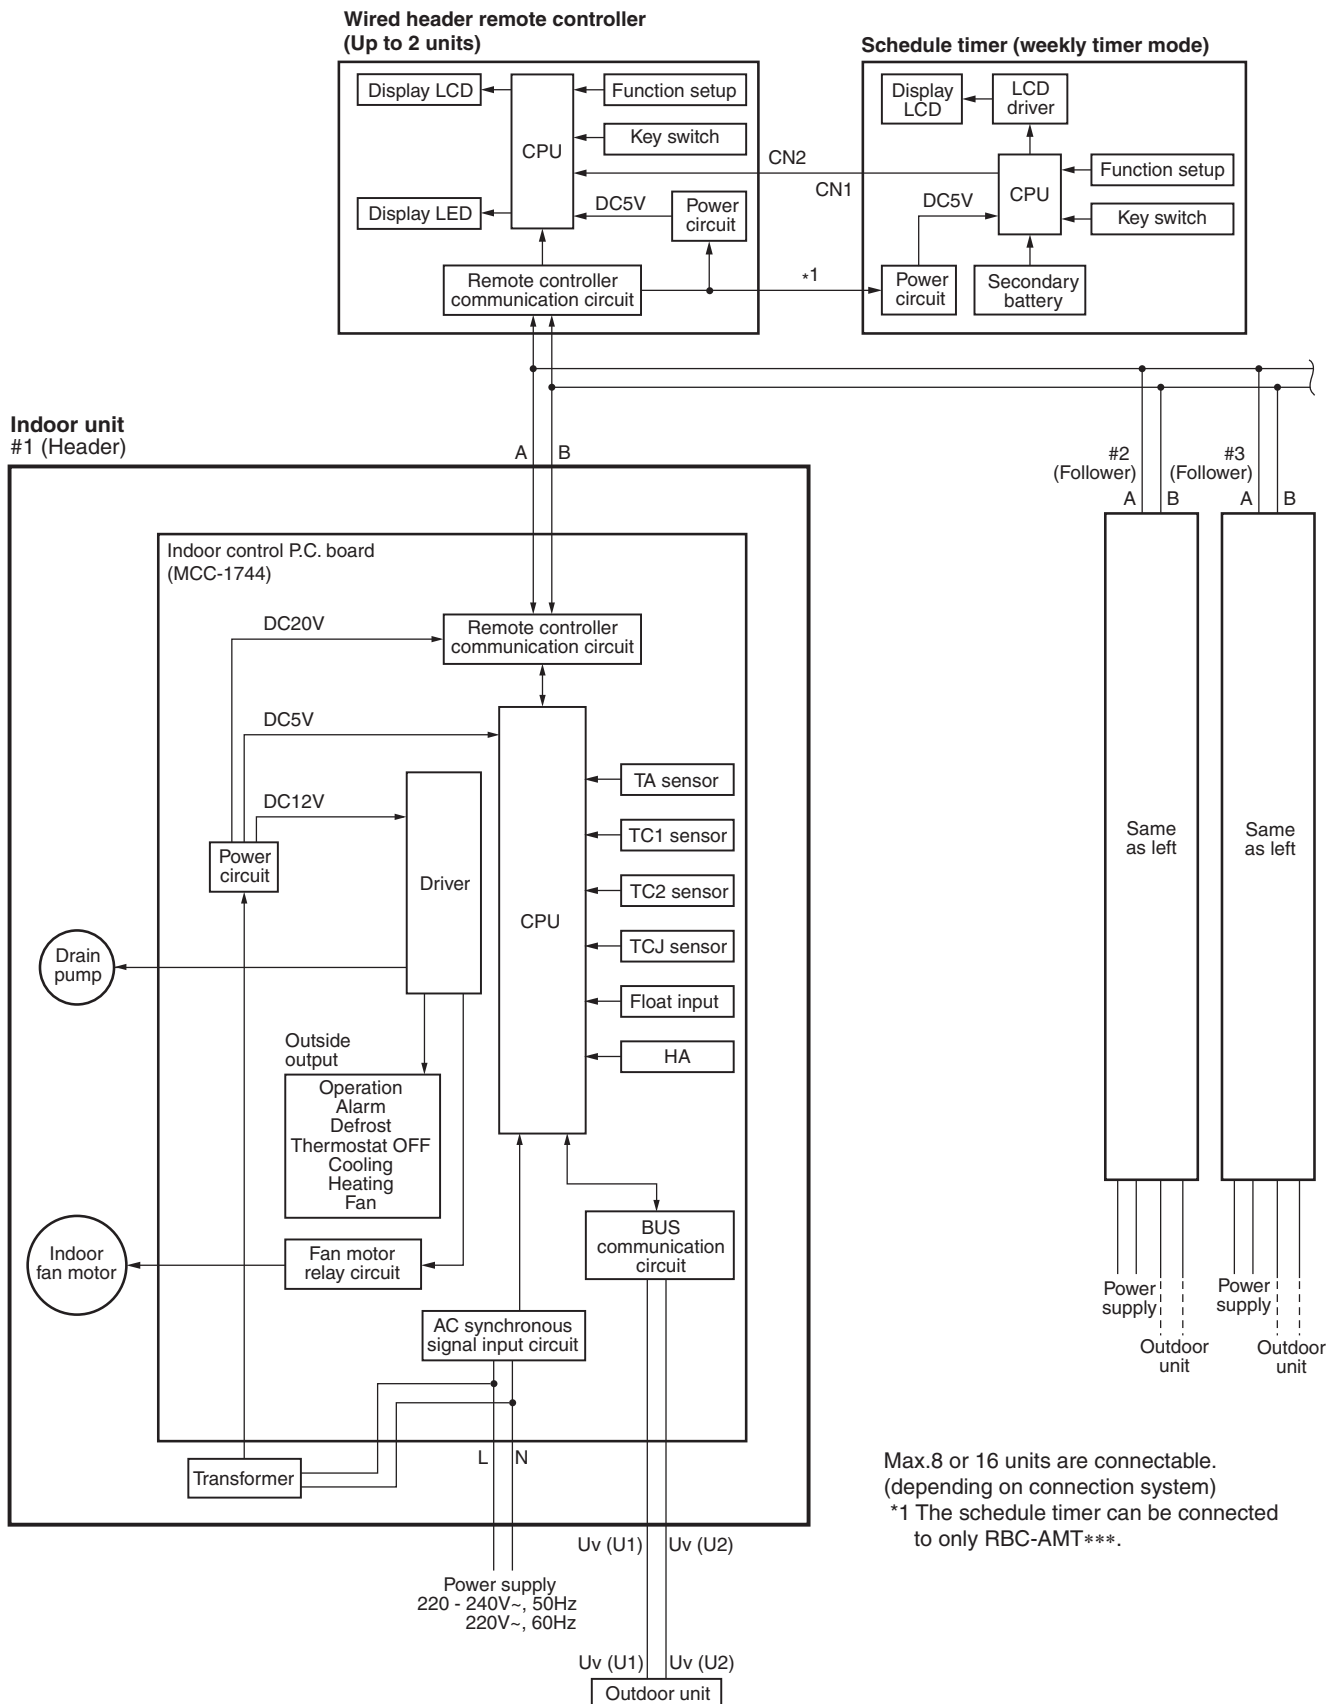 Wired header remote controller
(Up to 2 units)
Display LCD
CPU
Function setup
Key switch
Display LED
DC5V
Power
circuit
Remote controller
communication circuit
Schedule timer (weekly timer mode)
Display
LCD
LCD
driver
CN2
CN1
CPU
Function setup
Key switch
DC5V
*1
Power
circuit
Secondary
battery
Indoor unit
#1 (Header)
A
B
#2
(Follower)
A
B
#3
(Follower)
A
B
Indoor control P.C. board
(MCC-1744)
DC20V
Remote controller
communication circuit
DC5V
DC12V
Power
circuit
Driver
CPU
TA sensor
TC1 sensor
TC2 sensor
TCJ sensor
Float input
HA
Drain
pump
Outside
output
Operation
Alarm
Defrost
Thermostat OFF
Cooling
Heating
Fan
Indoor
fan motor
Fan motor
relay circuit
BUS
communication
circuit
AC synchronous
signal input circuit
L
N
Transformer
Same
as left
Same
as left
Power
supply
Outdoor
unit
Power
supply
Outdoor
unit
Max.8 or 16 units are connectable.
(depending on connection system)
*1 The schedule timer can be connected
to only RBC-AMT***.
Uv (U1)
Uv (U2)
Power supply
220 - 240V~, 50Hz
220V~, 60Hz
Uv (U1)
Uv (U2)
Outdoor unit